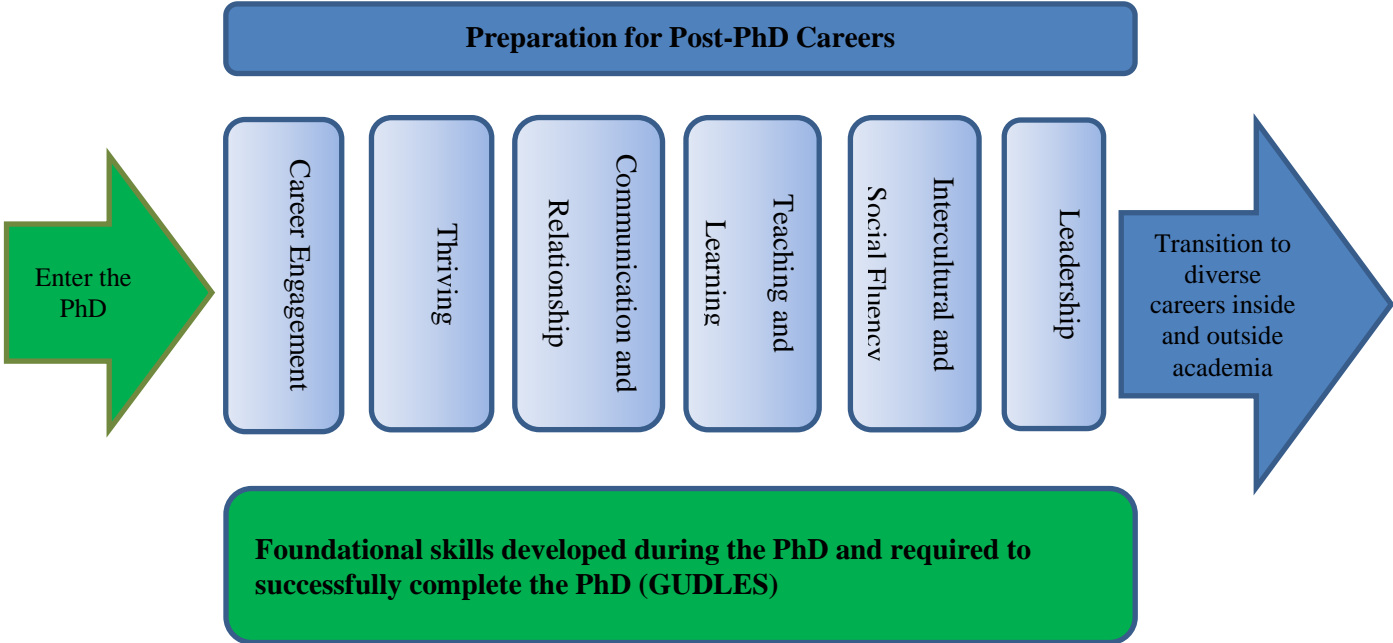 Preparation for Post-PhD Careers
Enter the
PhD
Career Engagement
Thriving
Communication and
Relationship
Teaching and
Learning
Intercultural and
Social Fluency
Leadership
Transition to
diverse
careers inside
and outside
academia
Foundational skills developed during the PhD and required to
successfully complete the PhD (GUDLES)